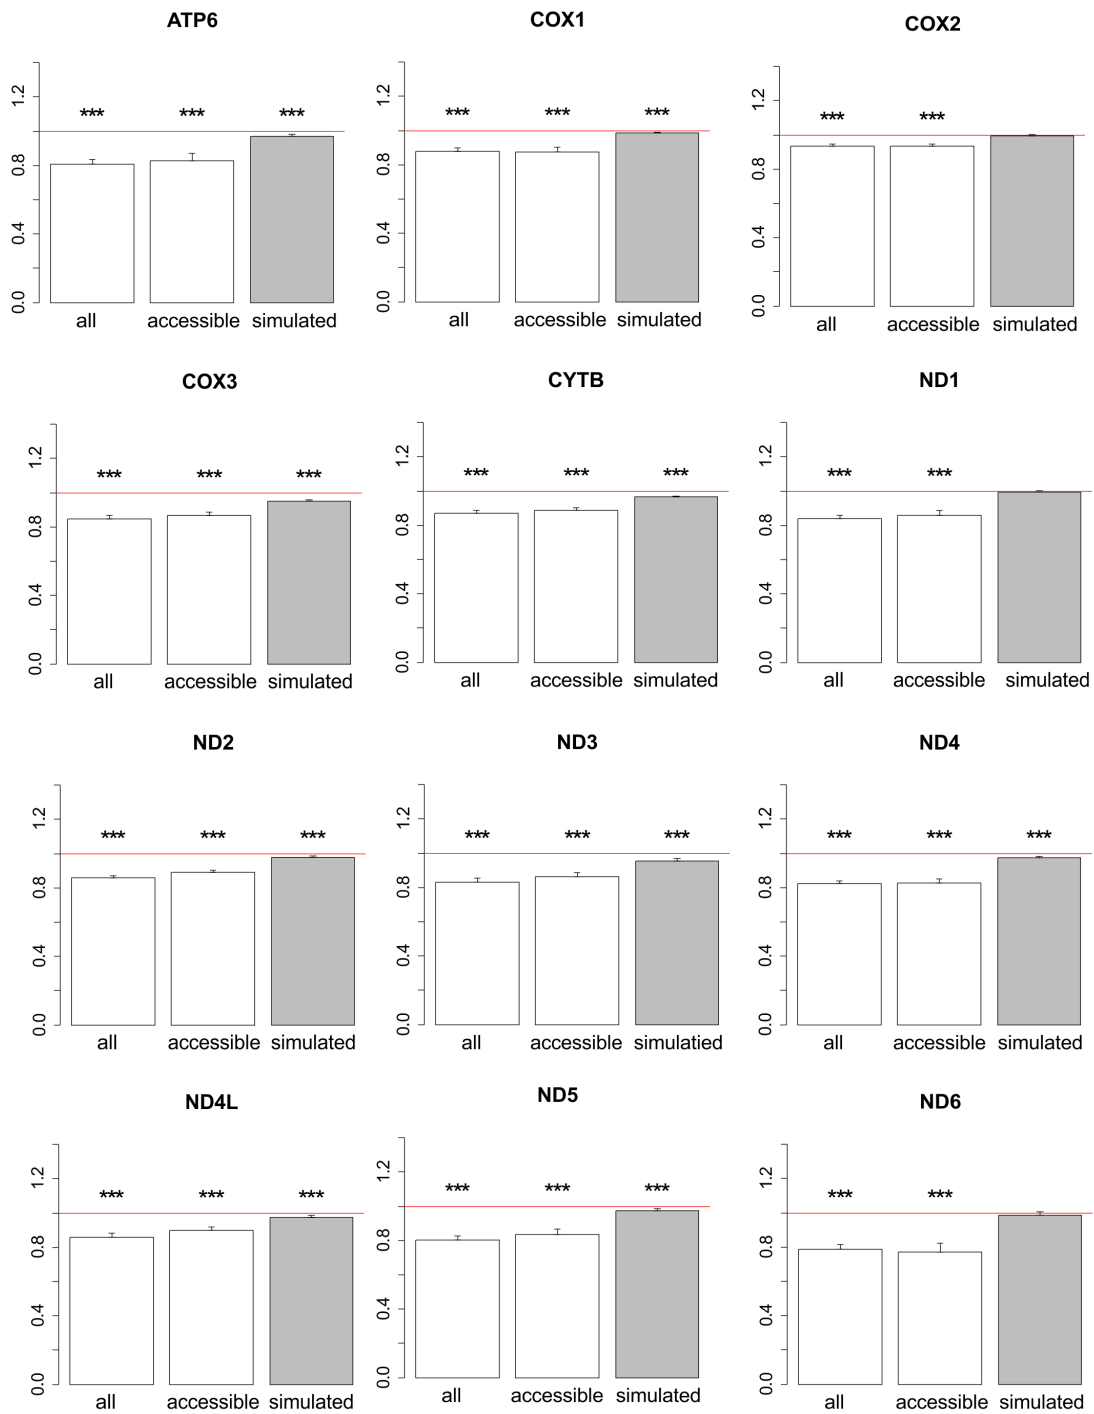 ATP6
COX1
COX2
1.2
0.8
0.4
0.0
*** *** ***
all accessible simulated
1.2
0.8
0.4
0.0
*** *** ***
all accessible simulated
1.2
0.8
0.4
0.0
*** ***
all accessible simulated
COX3
CYTB
ND1
1.2
0.8
0.4
0.0
*** *** ***
all accessible simulated
1.2
0.8
0.4
0.0
*** *** ***
all accessible simulated
1.2
0.8
0.4
0.0
*** ***
all accessible simulated
ND2
ND3
ND4
1.2
0.8
0.4
0.0
*** *** ***
all accessible simulated
1.2
0.8
0.4
0.0
*** *** ***
all accessible simulatied
1.2
0.8
0.4
0.0
*** *** ***
all accessible simulated
ND4L
ND5
ND6
1.2
0.8
0.4
0.0
*** *** ***
all accessible simulated
1.2
0.8
0.4
0.0
*** *** ***
all accessible simulated
1.2
0.8
0.4
0.0
*** ***
all accessible simulated